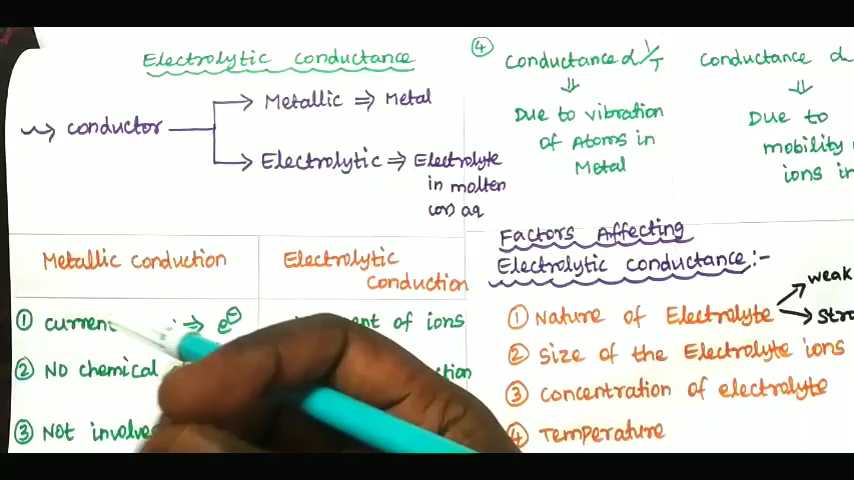 Electrolytic conductance
conductor
Metallic ⇒ Metal
Electrolytic ⇒ Electrolyte
in molten
(or) aq
Metallic conduction
Electrolytic
Conduction
① current ⇒ e⊖
of ions
② NO chemical
③ Not
④ Conductance α 1/T
⇓
Due to vibration
of Atoms in
Metal
Conductance α
⇓
Due to
mobility
ions
Factors Affecting
Electrolytic conductance:-
① Nature of Electrolyte
weak
② Size of the Electrolyte ions
③ concentration of electrolyte
④ Temperature